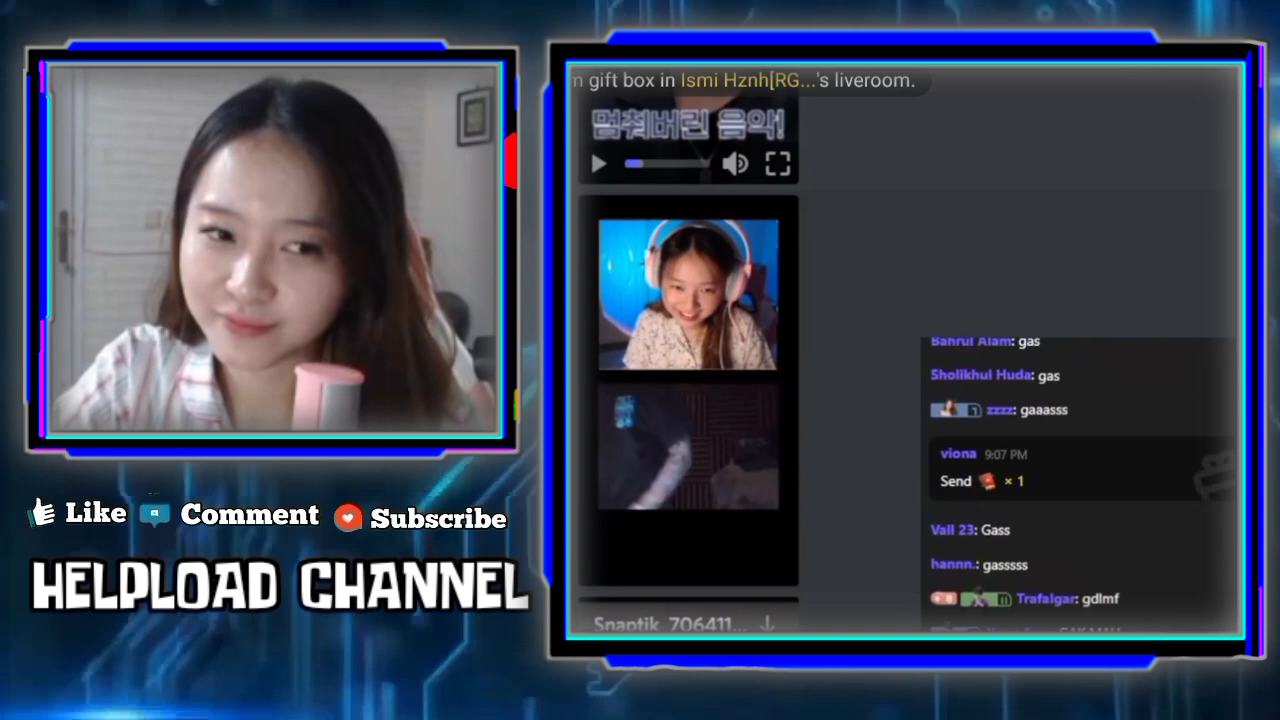 Like Comment Subscribe
HELPLOAD CHANNEL
gift box in Ismi Hznh[RG...'s liveroom.
멈춰버린 음악!
Bahrul Alam: gas
Sholikhul Huda: gas
zzzz: gaaasss
viona 9:07 PM
Send × 1
Vall 23: Gass
hannn.: gasssss
Trafalgar: gdlmf
Snaptik_706411...